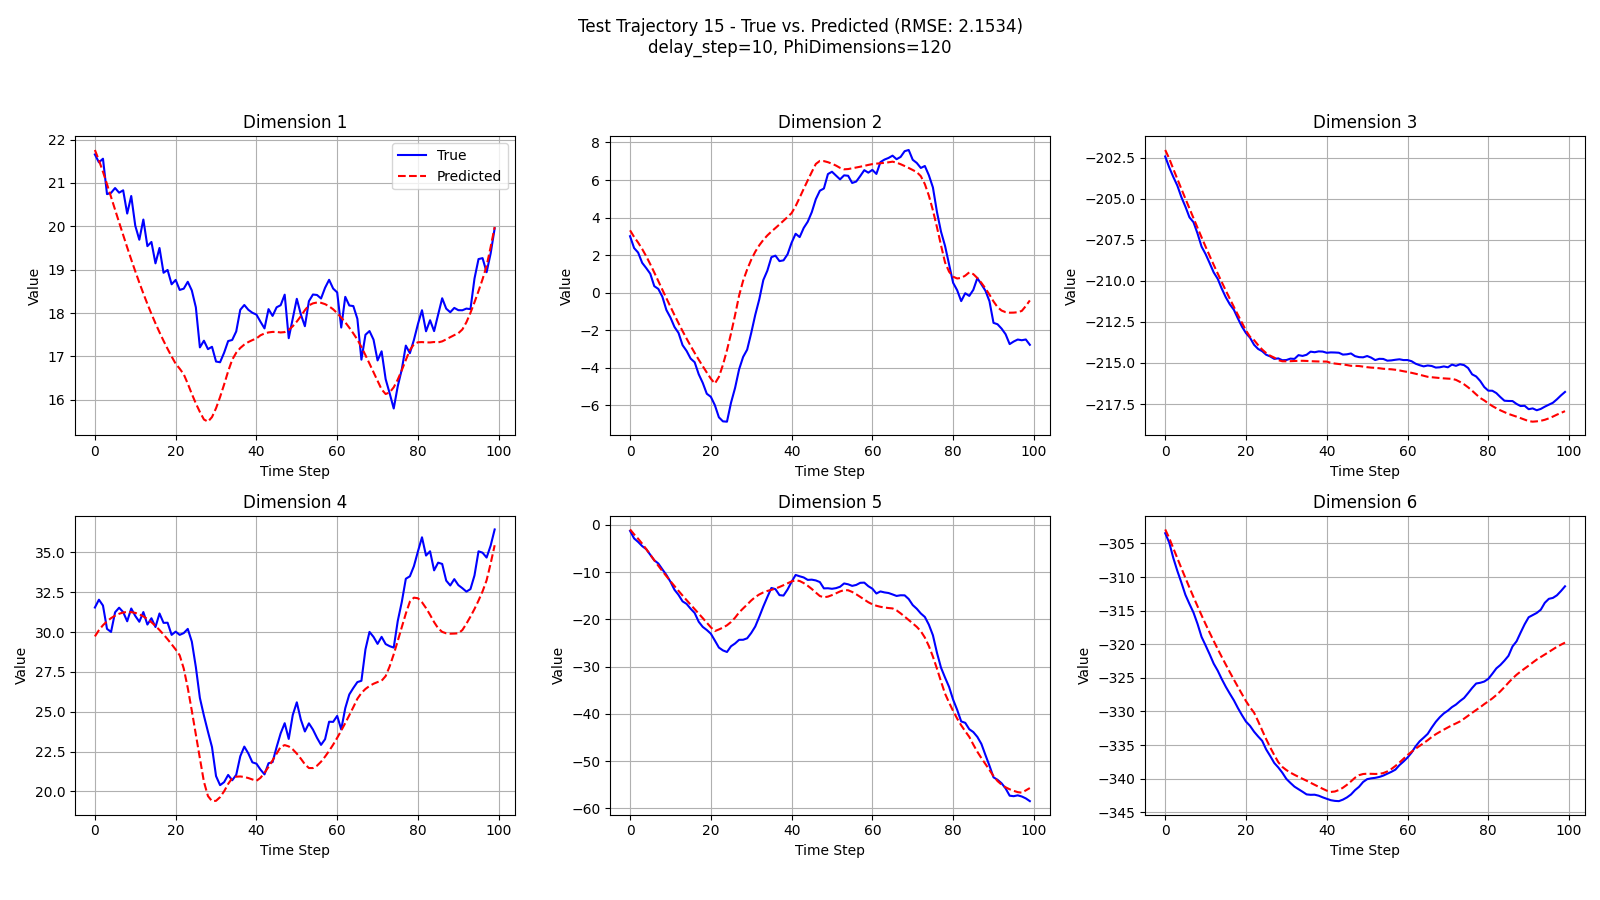 Test Trajectory 15 - True vs. Predicted (RMSE: 2.1534)
delay_step=10, PhiDimensions=120
Dimension 1
True
Predicted
Value
22
21
20
19
18
17
16
0 20 40 60 80 100
Time Step
Dimension 2
Value
8
6
4
2
0
−2
−4
−6
0 20 40 60 80 100
Time Step
Dimension 3
Value
−202.5
−205.0
−207.5
−210.0
−212.5
−215.0
−217.5
0 20 40 60 80 100
Time Step
Dimension 4
Value
35.0
32.5
30.0
27.5
25.0
22.5
20.0
0 20 40 60 80 100
Time Step
Dimension 5
Value
0
−10
−20
−30
−40
−50
−60
0 20 40 60 80 100
Time Step
Dimension 6
Value
−305
−310
−315
−320
−325
−330
−335
−340
−345
0 20 40 60 80 100
Time Step